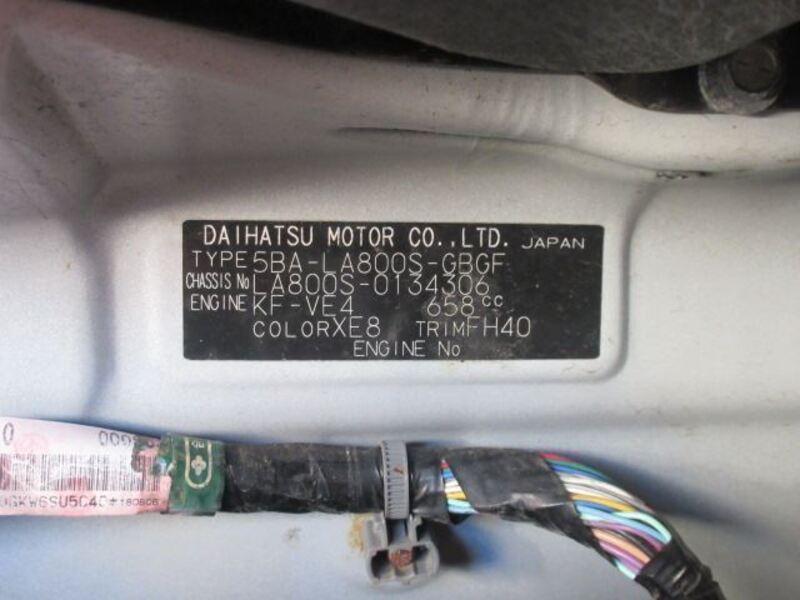 DAIHATSU MOTOR CO.,LTD. JAPAN
TYPE 5BA-LA800S-GBGF
CHASSIS No LA800S-0134306
ENGINE KF-VE4 658cc
COLOR XE8 TRIM FH40
ENGINE No